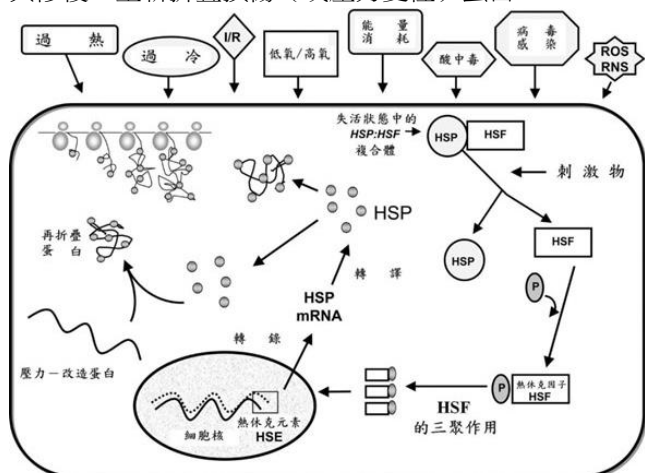 過熱
過冷
I/R
低氧/高氧
能量
消耗
酸中毒
病毒
感染
ROS
RNS
失活狀態中的
HSP:HSF
複合體
HSP
HSF
刺激物
HSP
HSF
P
P
熱休克因子
HSF
HSF
的三聚作用
HSP
再折疊
蛋白
轉譯
HSP
mRNA
轉錄
壓力－改造蛋白
細胞核
熱休克元素
HSE